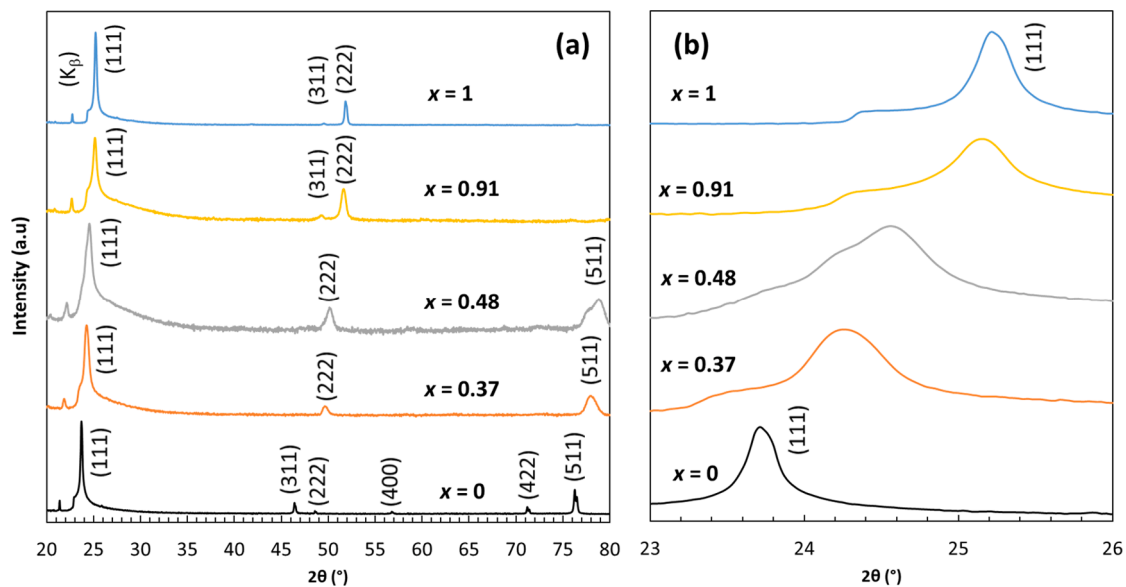 (a)
(Kβ)
(111)
(311)
(222)
x = 1
(111)
(311)
(222)
x = 0.91
(111)
(222)
(511)
x = 0.48
(111)
(222)
(511)
x = 0.37
(111)
(311)
(222)
(400)
(422)
(511)
x = 0
Intensity (a.u)
20 25 30 35 40 45 50 55 60 65 70 75 80
2θ (°)
(b)
(111)
x = 1
x = 0.91
x = 0.48
x = 0.37
(111)
x = 0
23 24 25 26
2θ (°)